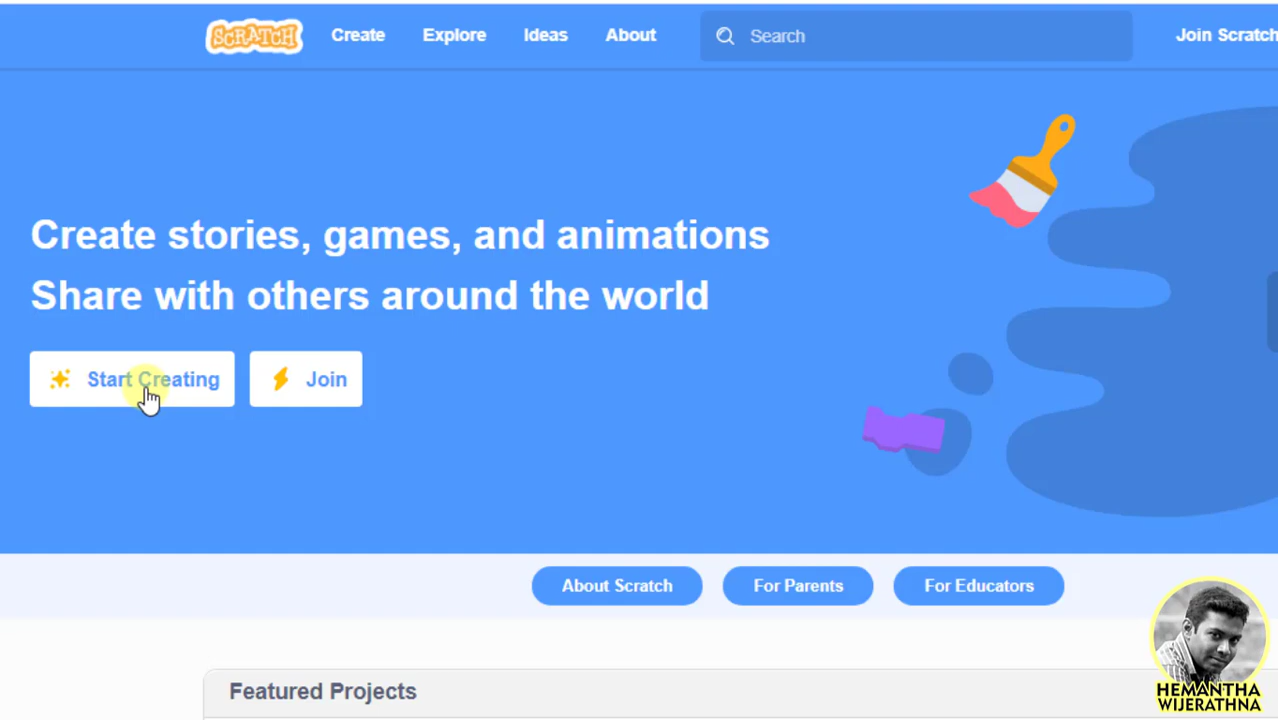 SCRATCH
Create
Explore
Ideas
About
Search
Join Scratch
Create stories, games, and animations
Share with others around the world
Start Creating
Join
About Scratch
For Parents
For Educators
Featured Projects
HEMANTHA
WIJERATHNA